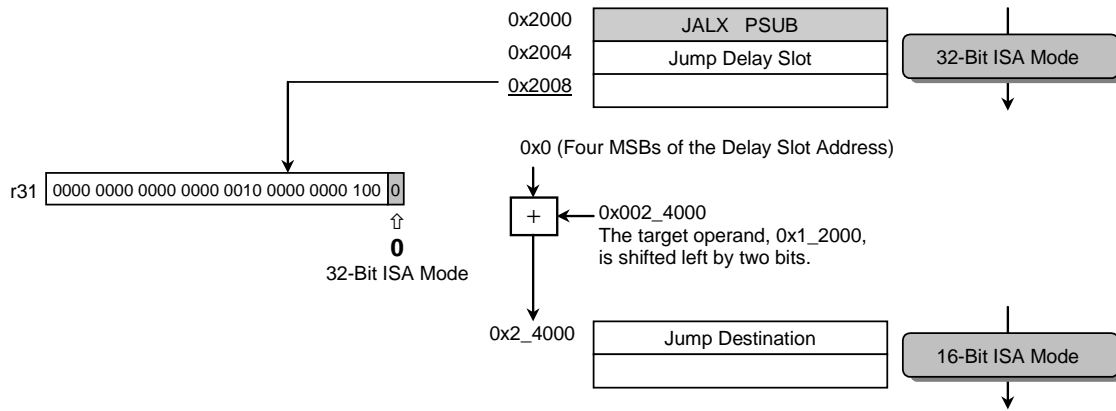 0x2000 JALX PSUB
0x2004 Jump Delay Slot 32-Bit ISA Mode
0x2008
0x0 (Four MSBs of the Delay Slot Address)
r31 0000 0000 0000 0000 0010 0000 0000 100 0
+ 0x002_4000
The target operand, 0x1_2000,
is shifted left by two bits.
0
32-Bit ISA Mode
0x2_4000 Jump Destination
16-Bit ISA Mode